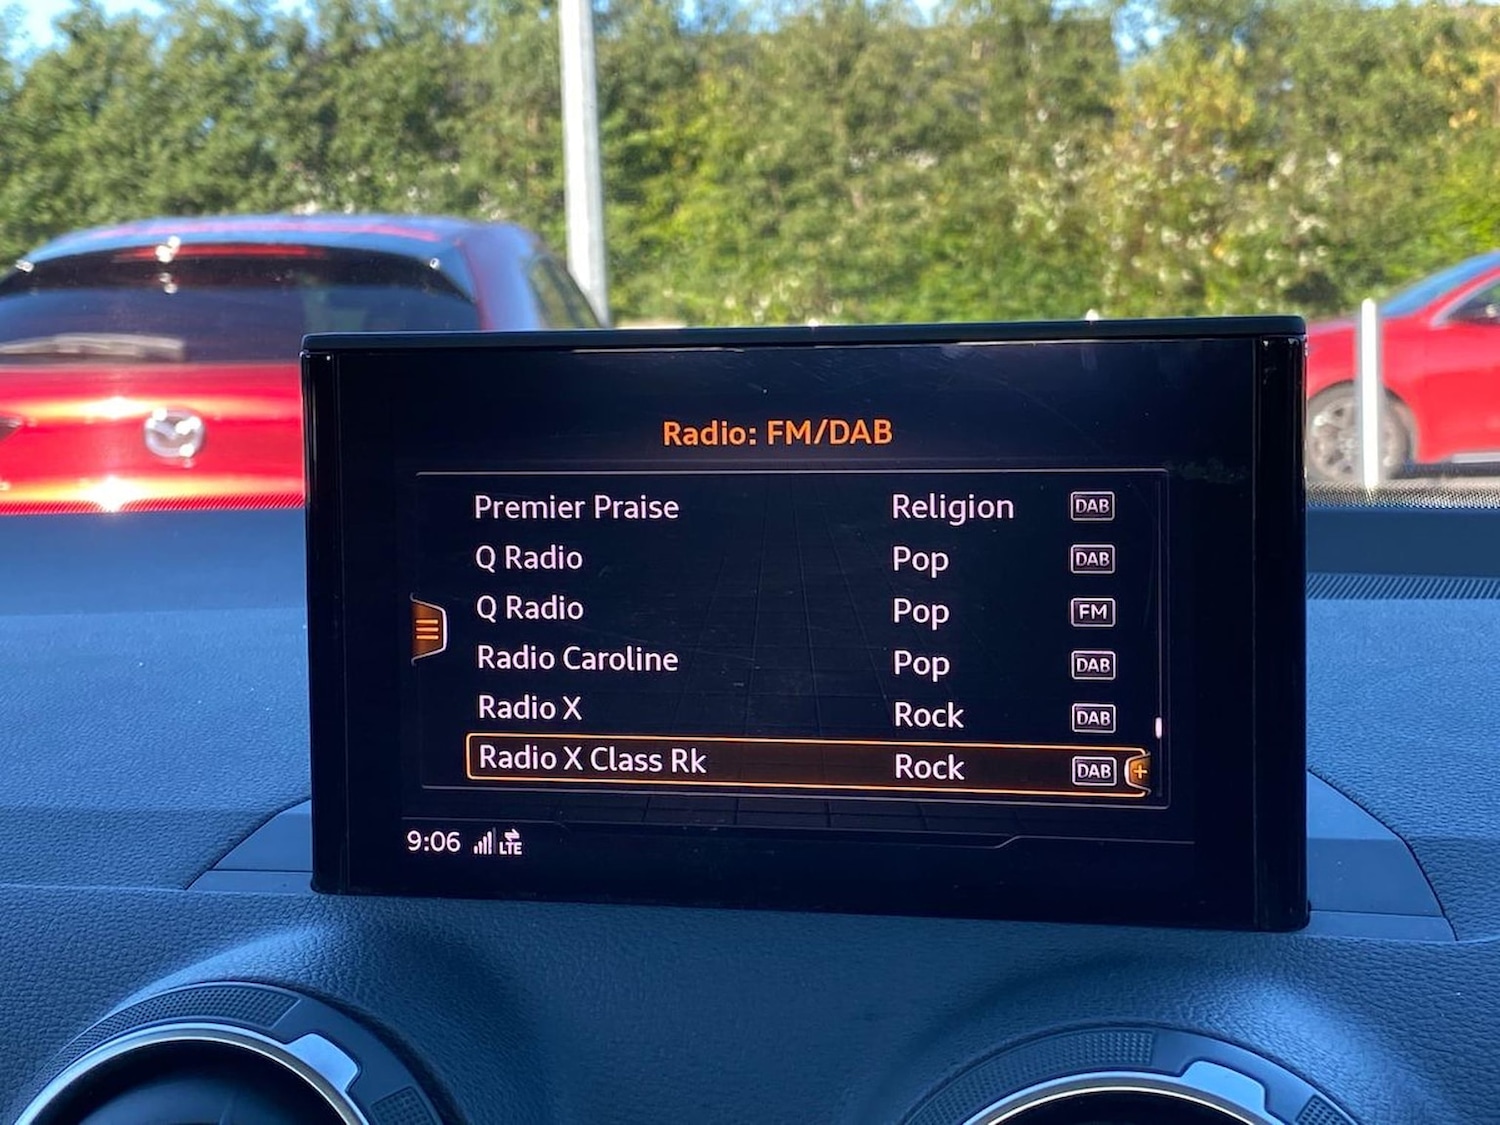 Radio: FM/DAB
Premier Praise Religion DAB
Q Radio Pop DAB
Q Radio Pop FM
Radio Caroline Pop DAB
Radio X Rock DAB
Radio X Class Rk Rock DAB +
9:06 LTE